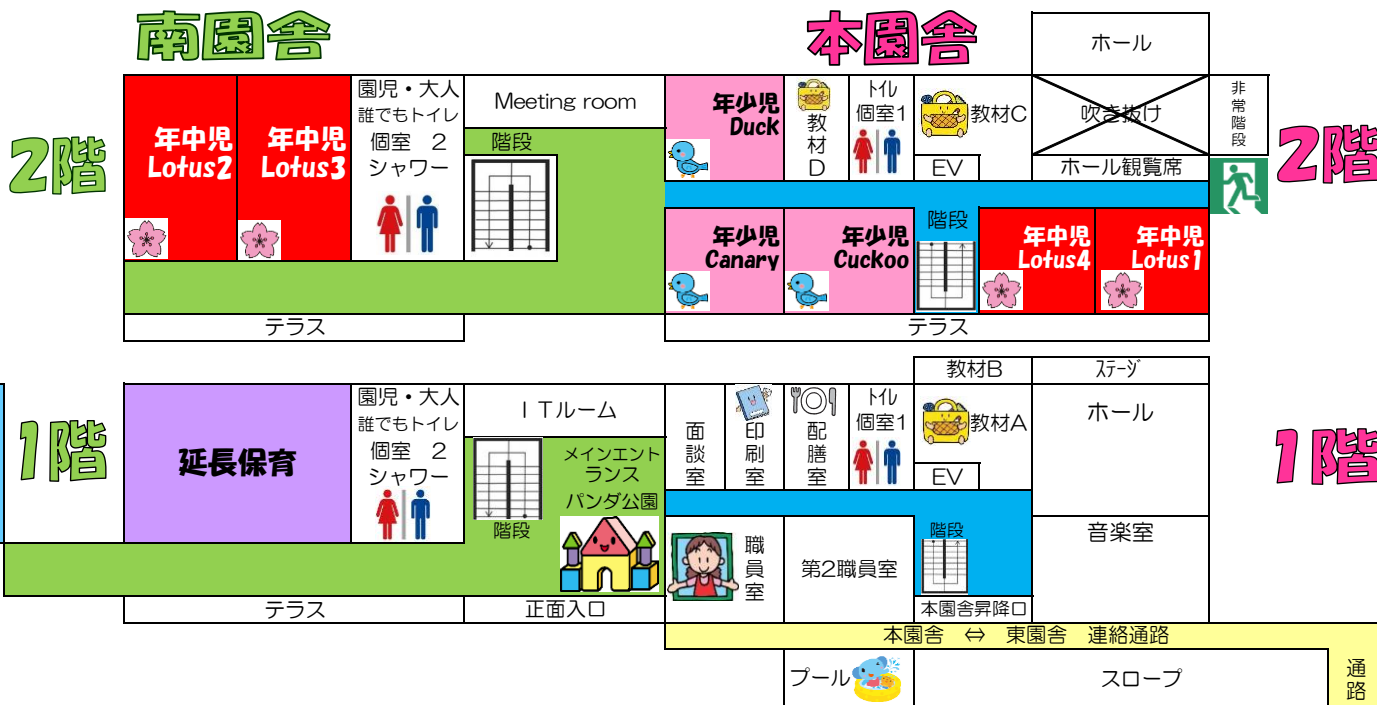 南園舎
本園舎
ホール
2階
年中児
Lotus2
年中児
Lotus3
園児・大人
誰でもトイレ
個室 2
シャワー
Meeting room
階段
年少児
Duck
教材D
トイレ
個室1
教材C
EV
吹き抜け
ホール観覧席
非常階段
2階
年少児
Canary
年少児
Cuckoo
階段
年中児
Lotus4
年中児
Lotus1
テラス
テラス
1階
延長保育
園児・大人
誰でもトイレ
個室 2
シャワー
ITルーム
階段
メインエント
ランス
パンダ公園
面談室
印刷室
配膳室
トイレ
個室1
教材B
教材A
EV
ステージ
ホール
1階
職員室
第2職員室
階段
音楽室
テラス
正面入口
本園舎昇降口
本園舎 ⇔ 東園舎 連絡通路
プール
スロープ
通路